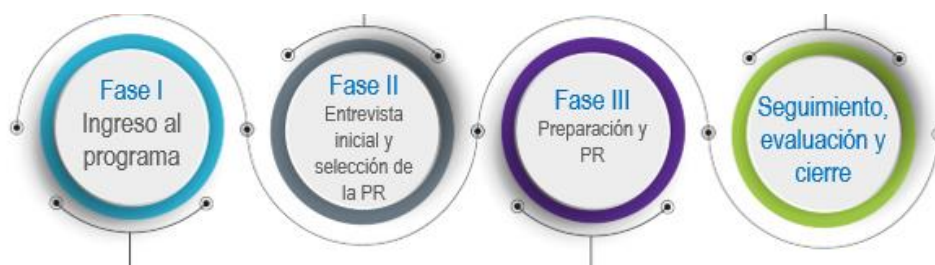 Fase I
Ingreso al
programa
Fase II
Entrevista
inicial y
selección de
la PR
Fase III
Preparación y
PR
Seguimiento,
evaluación y
cierre